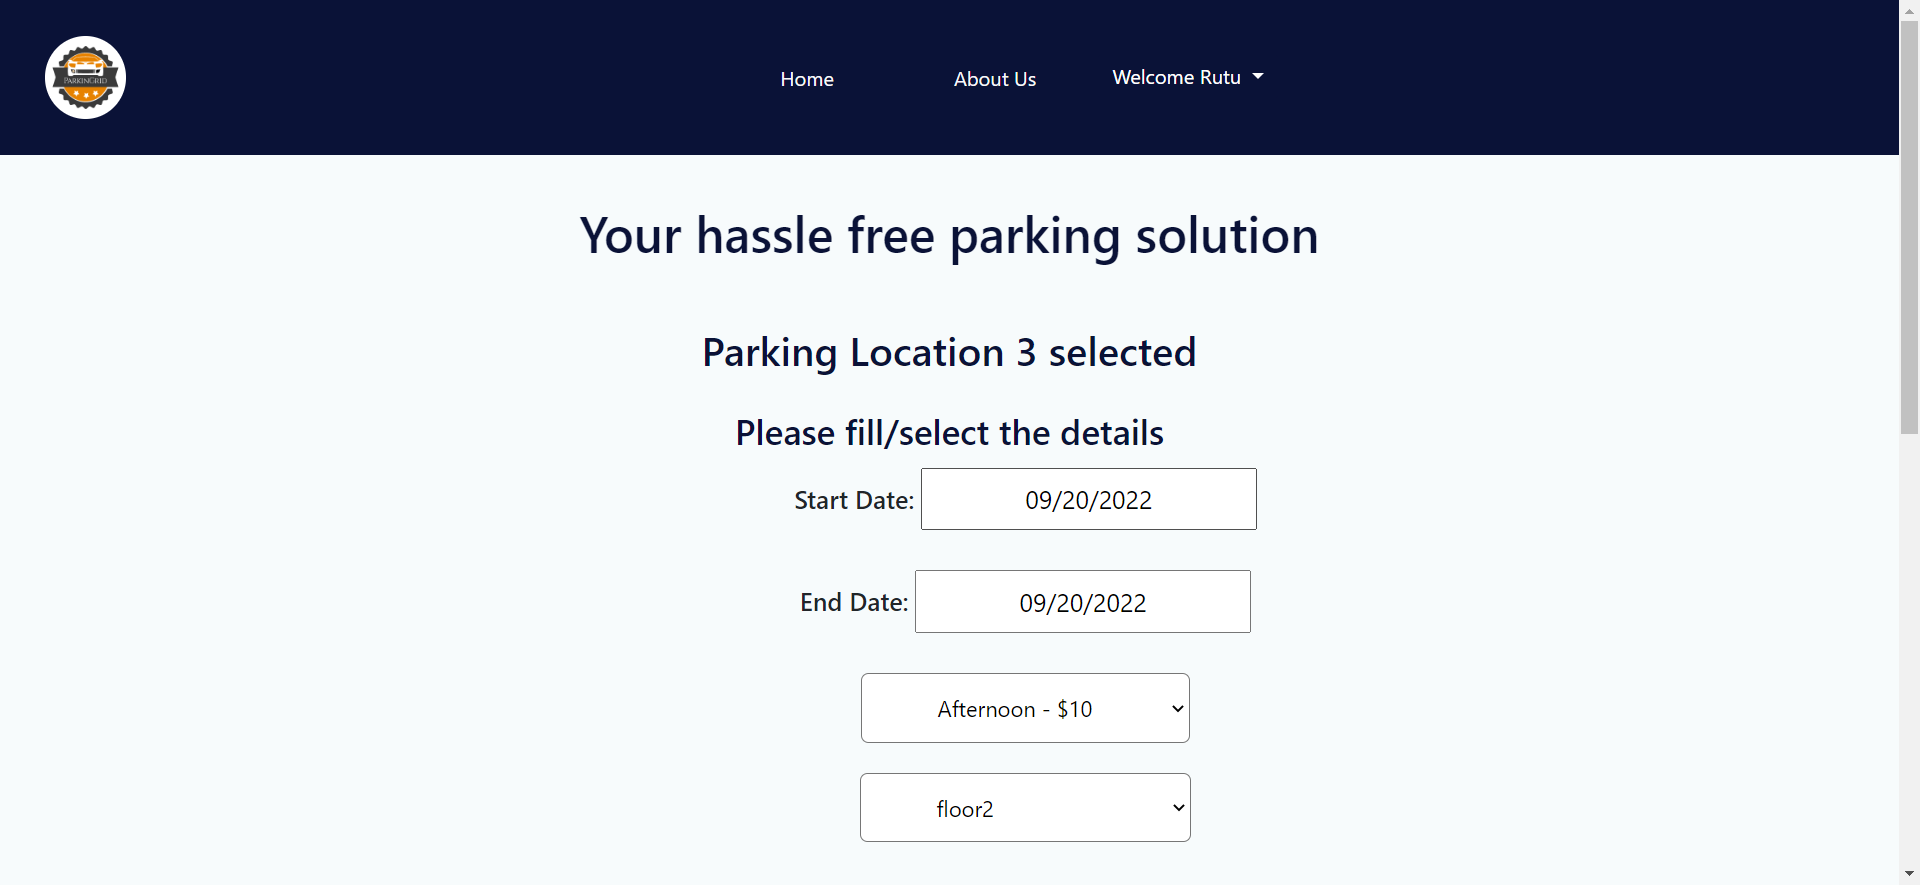 PARKINGRID
Home
About Us
Welcome Rutu
Your hassle free parking solution
Parking Location 3 selected
Please fill/select the details
Start Date: 09/20/2022
End Date: 09/20/2022
Afternoon - $10
floor2